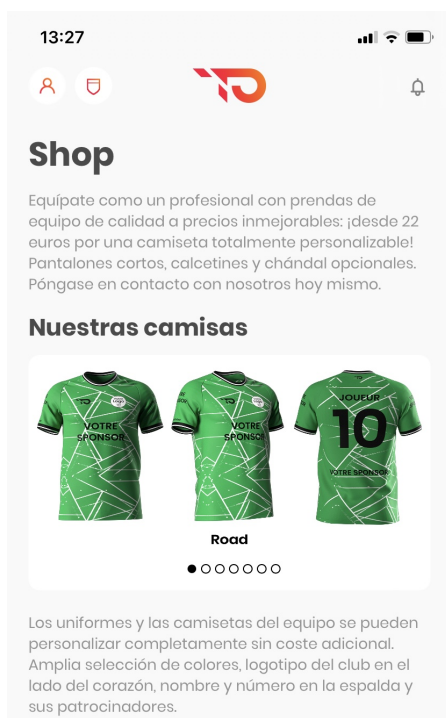 13:27
Shop
Equípate como un profesional con prendas de
equipo de calidad a precios inmejorables: ¡desde 22
euros por una camiseta totalmente personalizable!
Pantalones cortos, calcetines y chándal opcionales.
Póngase en contacto con nosotros hoy mismo.
Nuestras camisas
VOTRE
SPONSOR
VOTRE
SPONSOR
JOUEUR
10
VOTRE SPONSOR
Road
Los uniformes y las camisetas del equipo se pueden
personalizar completamente sin coste adicional.
Amplia selección de colores, logotipo del club en el
lado del corazón, nombre y número en la espalda y
sus patrocinadores.